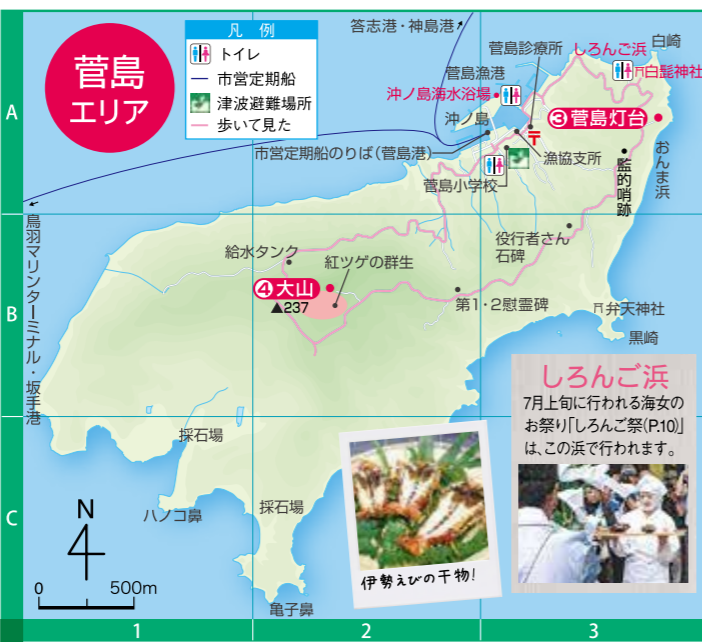 菅島
エリア
凡 例
トイレ
市営定期船
津波避難場所
歩いて見た
答志港・神島港
菅島診療所
しろんご浜
白崎
菅島漁港
白髭神社
沖ノ島海水浴場
③菅島灯台
沖ノ島
市営定期船のりば(菅島港)
漁協支所
菅島小学校
監的哨跡
おんま浜
鳥羽マリンターミナル・坂手港
給水タンク
紅ツゲの群生
役行者さん
石碑
④大山
▲237
第1・2慰霊碑
弁天神社
黒崎
しろんご浜
7月上旬に行われる海女の
お祭り「しろんご祭(P.10)」
は、この浜で行われます。
採石場
ハノコ鼻
採石場
亀子鼻
伊勢えびの干物!
N
0 500m
A
B
C
1 2 3